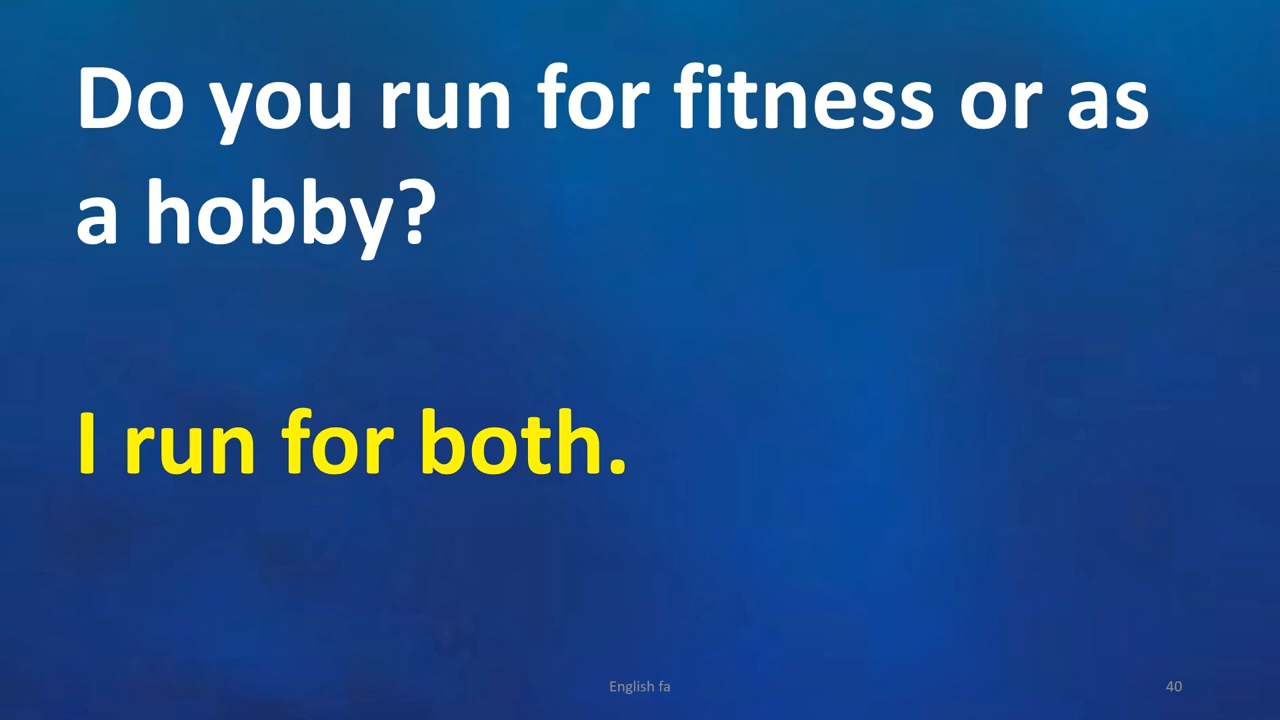 Do you run for fitness or as
a hobby?
I run for both.
English fa
40